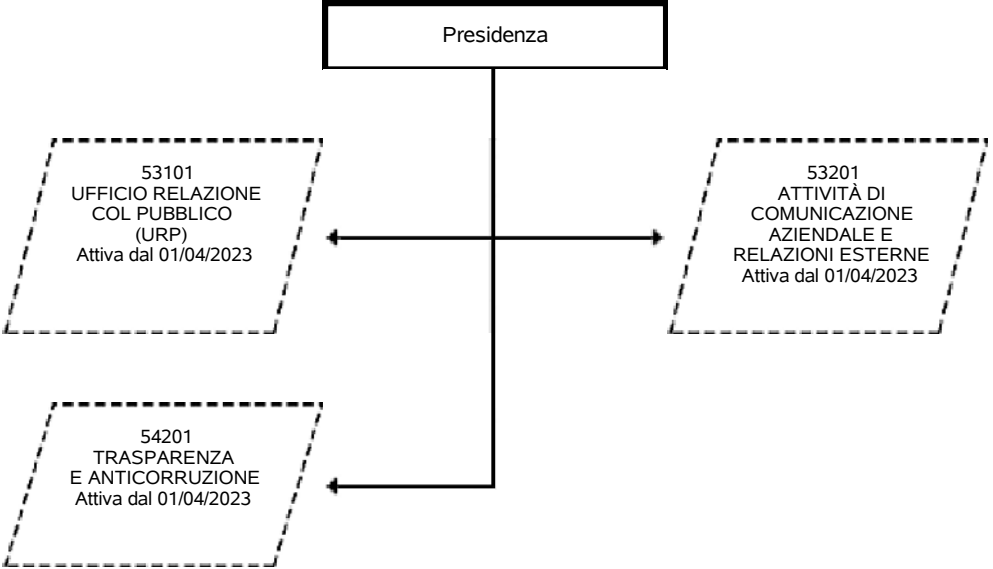 Presidenza
53101
UFFICIO RELAZIONE
COL PUBBLICO
(URP)
Attiva dal 01/04/2023
53201
ATTIVITÀ DI
COMUNICAZIONE
AZIENDALE E
RELAZIONI ESTERNE
Attiva dal 01/04/2023
54201
TRASPARENZA
E ANTICORRUZIONE
Attiva dal 01/04/2023